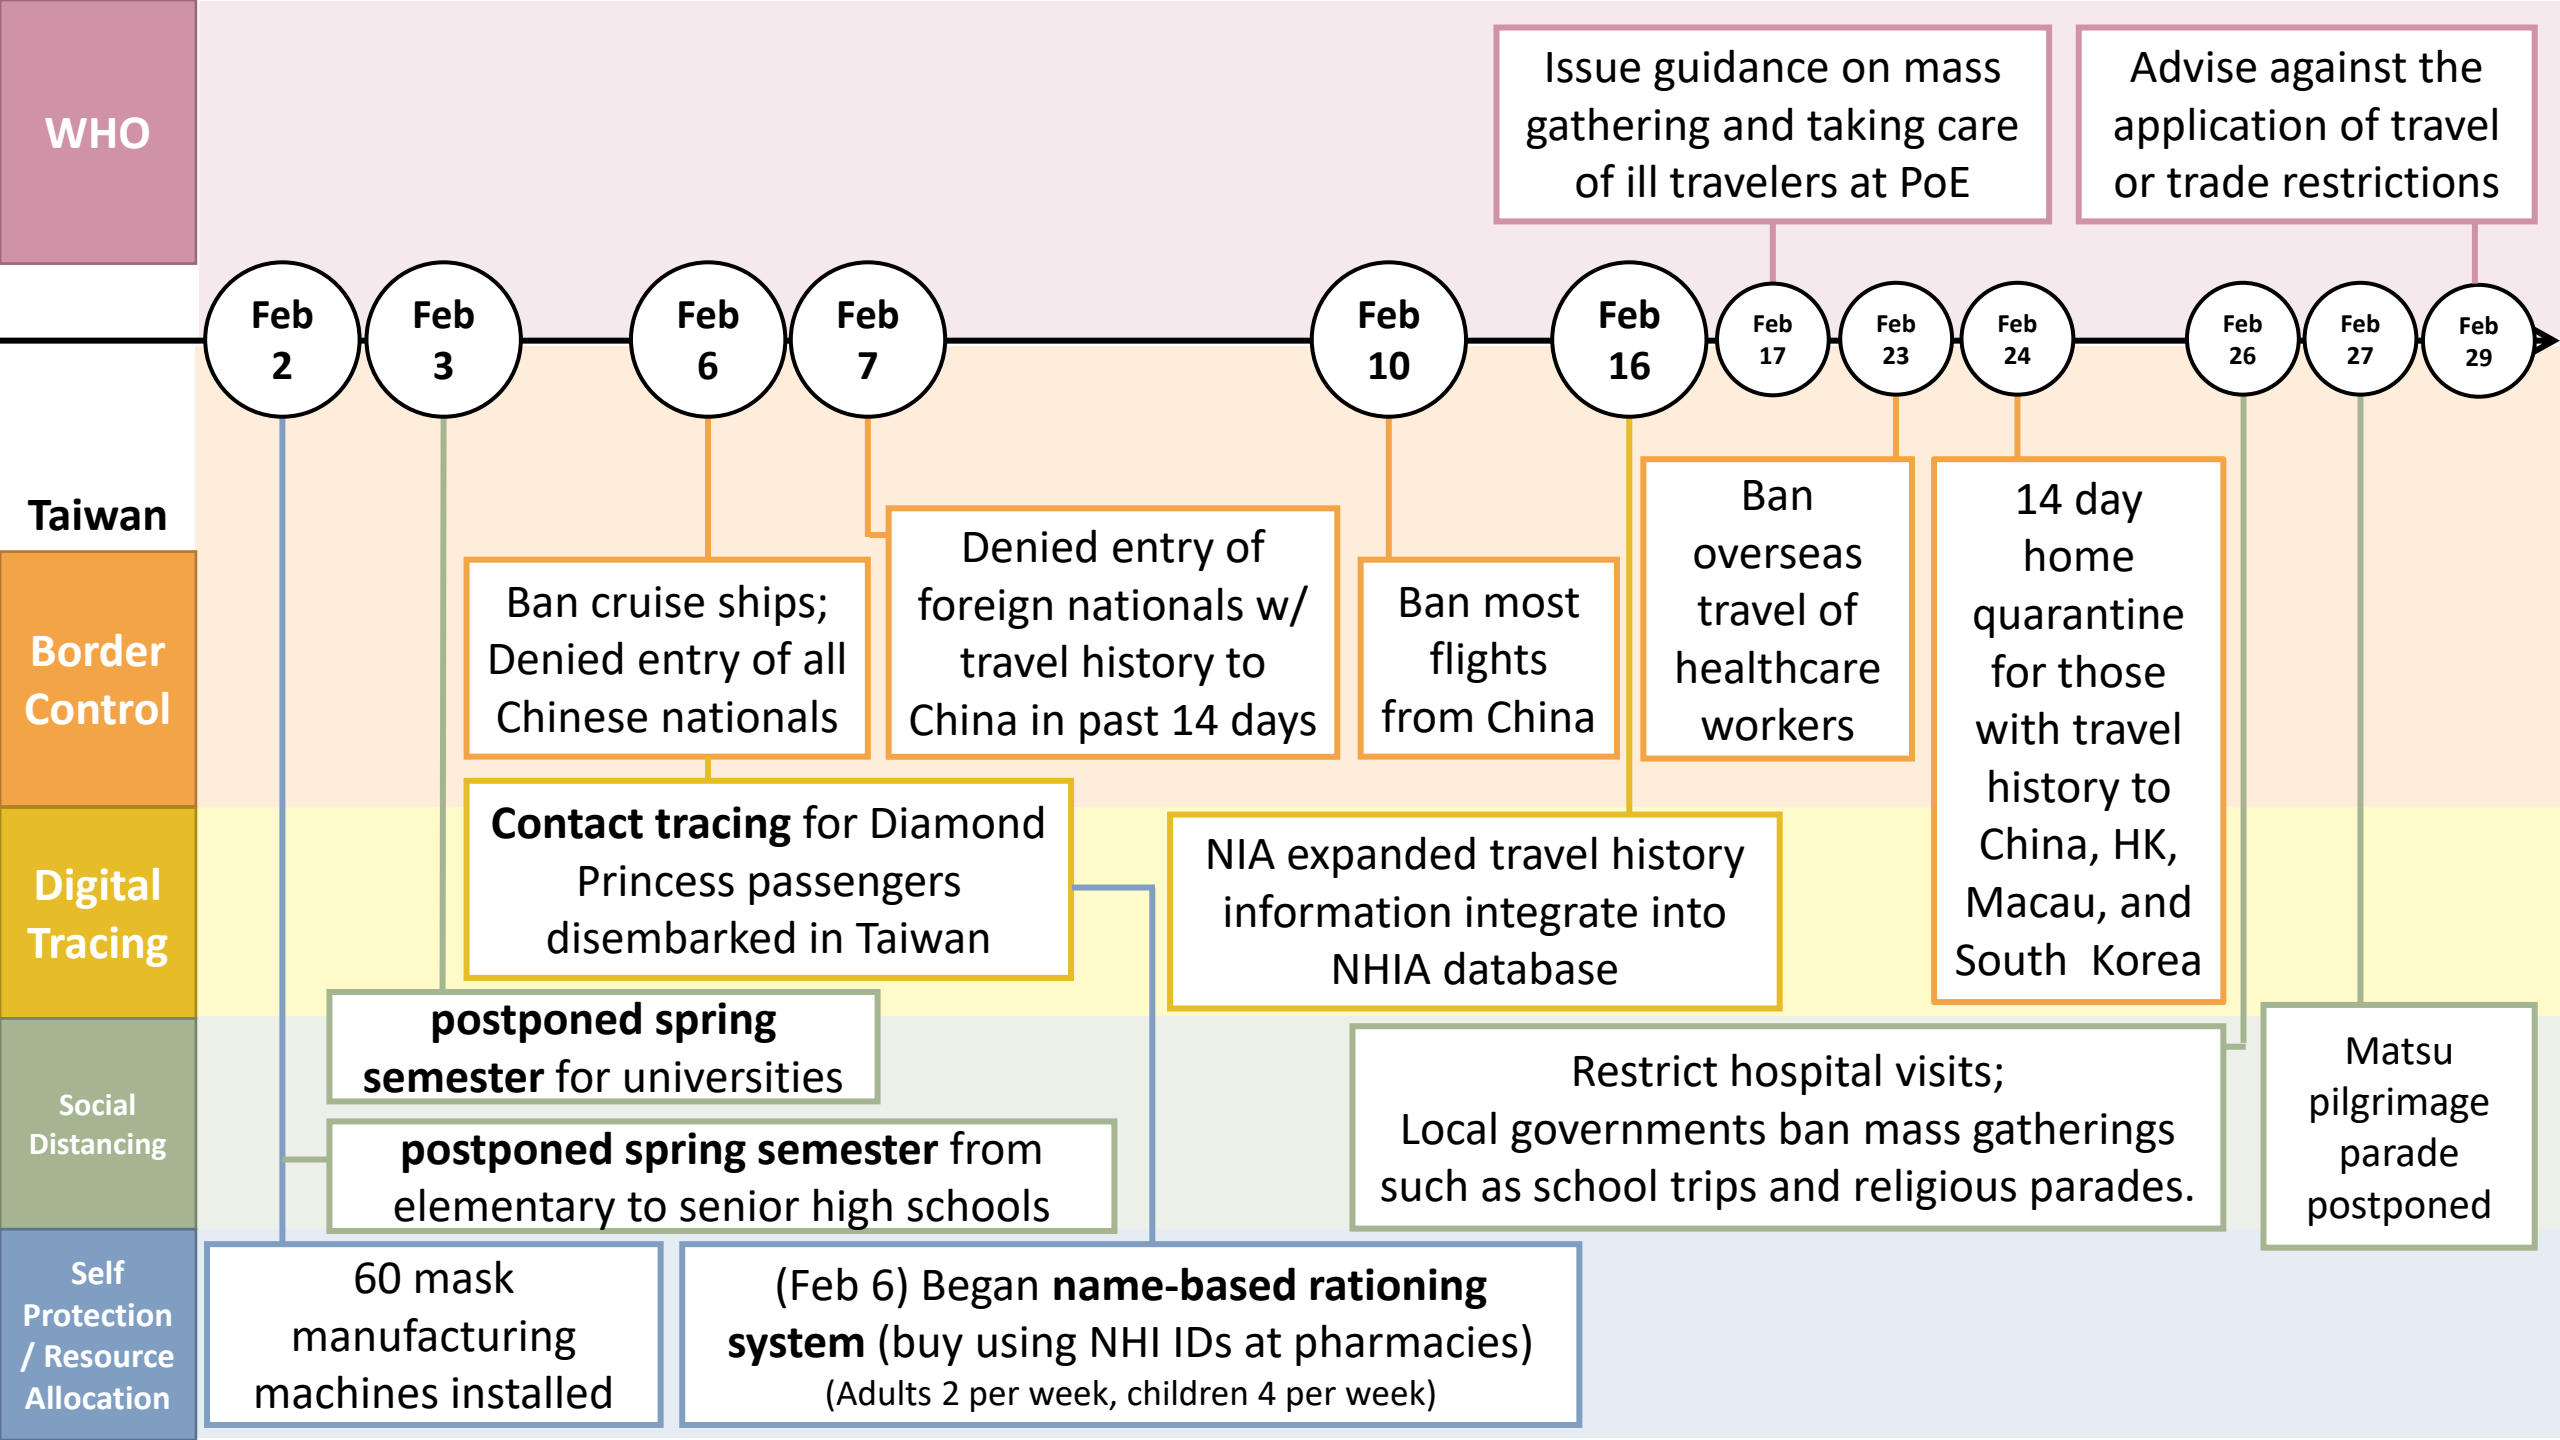 WHO
Issue guidance on mass
gathering and taking care
of ill travelers at PoE
Advise against the
application of travel
or trade restrictions
Feb
2
Feb
3
Feb
6
Feb
7
Feb
10
Feb
16
Feb
17
Feb
23
Feb
24
Feb
26
Feb
27
Feb
29
Taiwan
Border
Control
Ban cruise ships;
Denied entry of all
Chinese nationals
Denied entry of
foreign nationals w/
travel history to
China in past 14 days
Ban most
flights
from China
Ban
overseas
travel of
healthcare
workers
14 day
home
quarantine
for those
with travel
history to
China, HK,
Macau, and
South  Korea
Digital
Tracing
Contact tracing for Diamond
Princess passengers
disembarked in Taiwan
NIA expanded travel history
information integrate into
NHIA database
Social
Distancing
postponed spring
semester for universities
postponed spring semester from
elementary to senior high schools
Restrict hospital visits;
Local governments ban mass gatherings
such as school trips and religious parades.
Matsu
pilgrimage
parade
postponed
Self
Protection
/ Resource
Allocation
60 mask
manufacturing
machines installed
(Feb 6) Began name-based rationing
system (buy using NHI IDs at pharmacies)
(Adults 2 per week, children 4 per week)